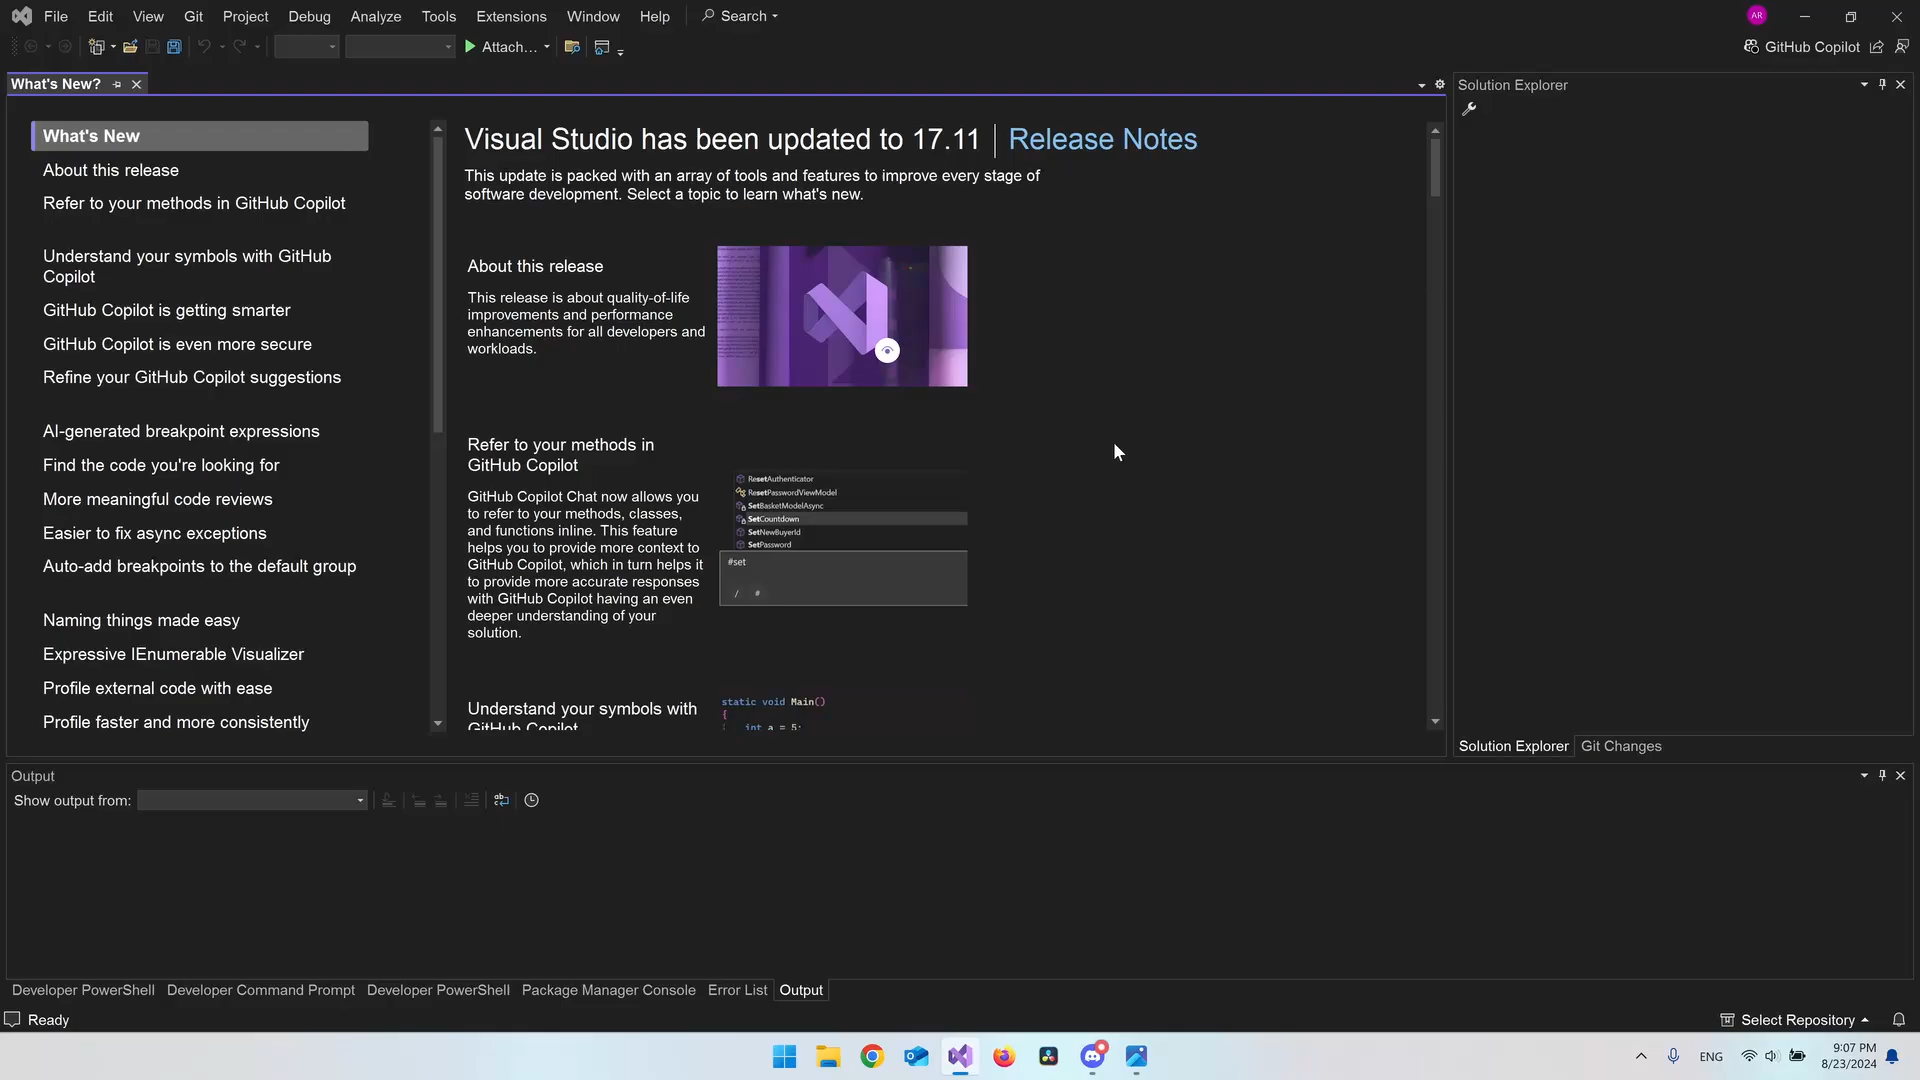 File Edit View Git Project Debug Analyze Tools Extensions Window Help Search AR
Attach... GitHub Copilot
What's New?
What's New
About this release
Refer to your methods in GitHub Copilot
Understand your symbols with GitHub
Copilot
GitHub Copilot is getting smarter
GitHub Copilot is even more secure
Refine your GitHub Copilot suggestions
AI-generated breakpoint expressions
Find the code you're looking for
More meaningful code reviews
Easier to fix async exceptions
Auto-add breakpoints to the default group
Naming things made easy
Expressive IEnumerable Visualizer
Profile external code with ease
Profile faster and more consistently
Visual Studio has been updated to 17.11 | Release Notes
This update is packed with an array of tools and features to improve every stage of
software development. Select a topic to learn what's new.
About this release
This release is about quality-of-life
improvements and performance
enhancements for all developers and
workloads.
Refer to your methods in
GitHub Copilot
GitHub Copilot Chat now allows you
to refer to your methods, classes,
and functions inline. This feature
helps you to provide more context to
GitHub Copilot, which in turn helps it
to provide more accurate responses
with GitHub Copilot having an even
deeper understanding of your
solution.
ResetAuthenticator
ResetPasswordViewModel
SetBasketModelAsync
SetCountdown
SetNewBuyerId
SetPassword
#set
/ #
Understand your symbols with
GitHub Copilot
static void Main()
{
int a = 5;
Solution Explorer
Solution Explorer Git Changes
Output
Show output from:
Developer PowerShell Developer Command Prompt Developer PowerShell Package Manager Console Error List Output
Ready Select Repository
ENG
9:07 PM
8/23/2024